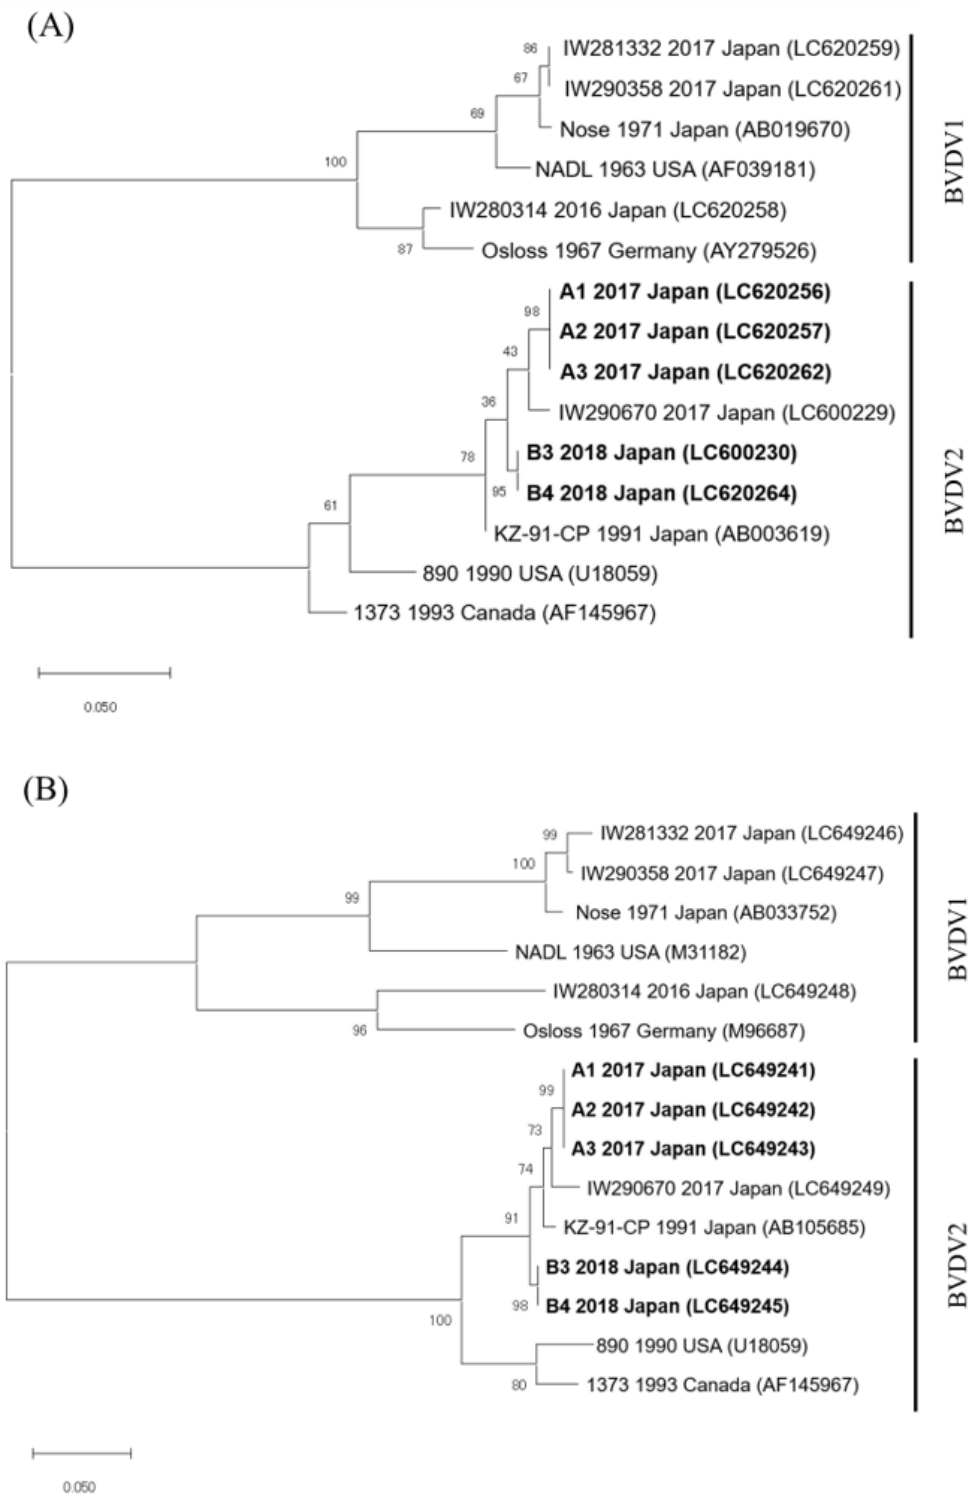 (A)
86
IW281332 2017 Japan (LC620259)
67
IW290358 2017 Japan (LC620261)
69
Nose 1971 Japan (AB019670)
100
NADL 1963 USA (AF039181)
IW280314 2016 Japan (LC620258)
87
Osloss 1967 Germany (AY279526)
BVDV1
A1 2017 Japan (LC620256)
98
A2 2017 Japan (LC620257)
43
A3 2017 Japan (LC620262)
36
IW290670 2017 Japan (LC600229)
78
B3 2018 Japan (LC600230)
95
B4 2018 Japan (LC620264)
61
KZ-91-CP 1991 Japan (AB003619)
890 1990 USA (U18059)
1373 1993 Canada (AF145967)
BVDV2
0.050
(B)
99
IW281332 2017 Japan (LC649246)
100
IW290358 2017 Japan (LC649247)
99
Nose 1971 Japan (AB033752)
NADL 1963 USA (M31182)
IW280314 2016 Japan (LC649248)
96
Osloss 1967 Germany (M96687)
BVDV1
A1 2017 Japan (LC649241)
99
A2 2017 Japan (LC649242)
73
A3 2017 Japan (LC649243)
74
IW290670 2017 Japan (LC649249)
91
KZ-91-CP 1991 Japan (AB105685)
B3 2018 Japan (LC649244)
98
B4 2018 Japan (LC649245)
100
890 1990 USA (U18059)
80
1373 1993 Canada (AF145967)
BVDV2
0.050